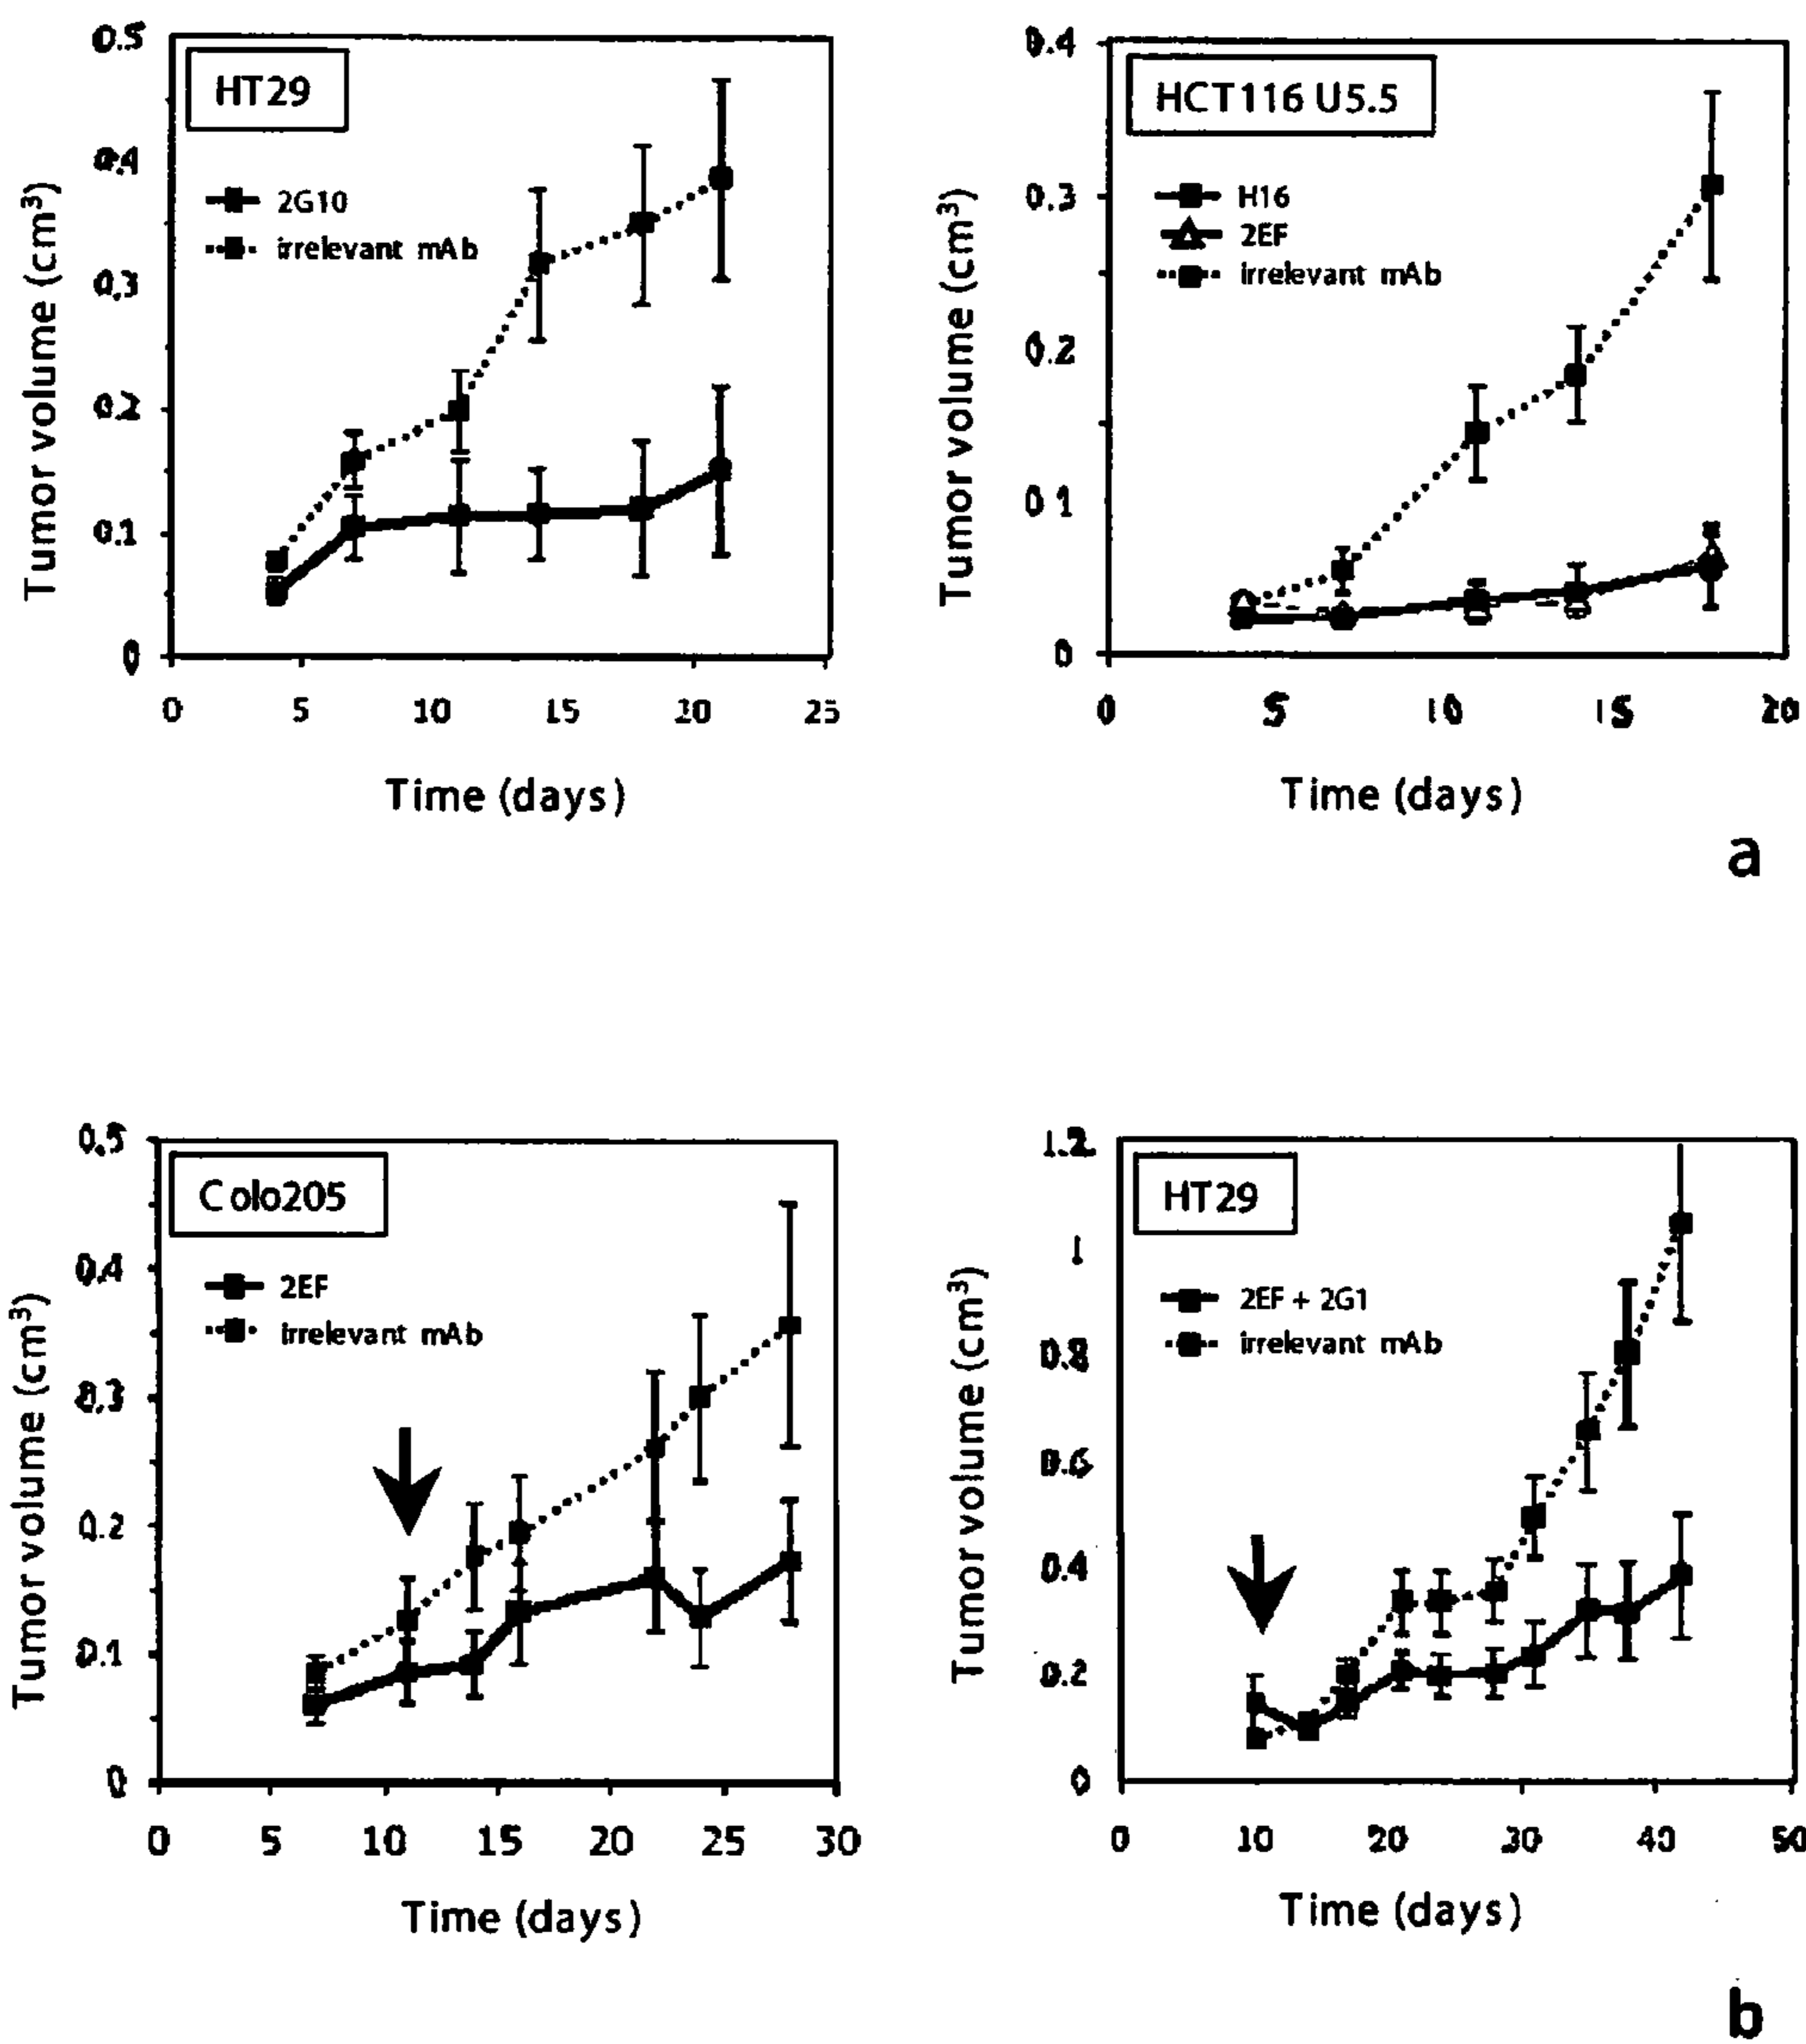 HT29
2G10
irrelevant mAb
Tumor volume (cm³)
0.5
0.4
0.3
0.2
0.1
0
0 5 10 15 20 25
Time (days)
HCT116 U5.5
H16
2EF
irrelevant mAb
Tumor volume (cm³)
0.4
0.3
0.2
0.1
0
0 5 10 15 20
Time (days)
a
Colo205
2EF
irrelevant mAb
Tumor volume (cm³)
0.5
0.4
0.3
0.2
0.1
0
0 5 10 15 20 25 30
Time (days)
HT29
2EF + 2G1
irrelevant mAb
Tumor volume (cm³)
1.2
1
0.8
0.6
0.4
0.2
0
0 10 20 30 40 50
Time (days)
b